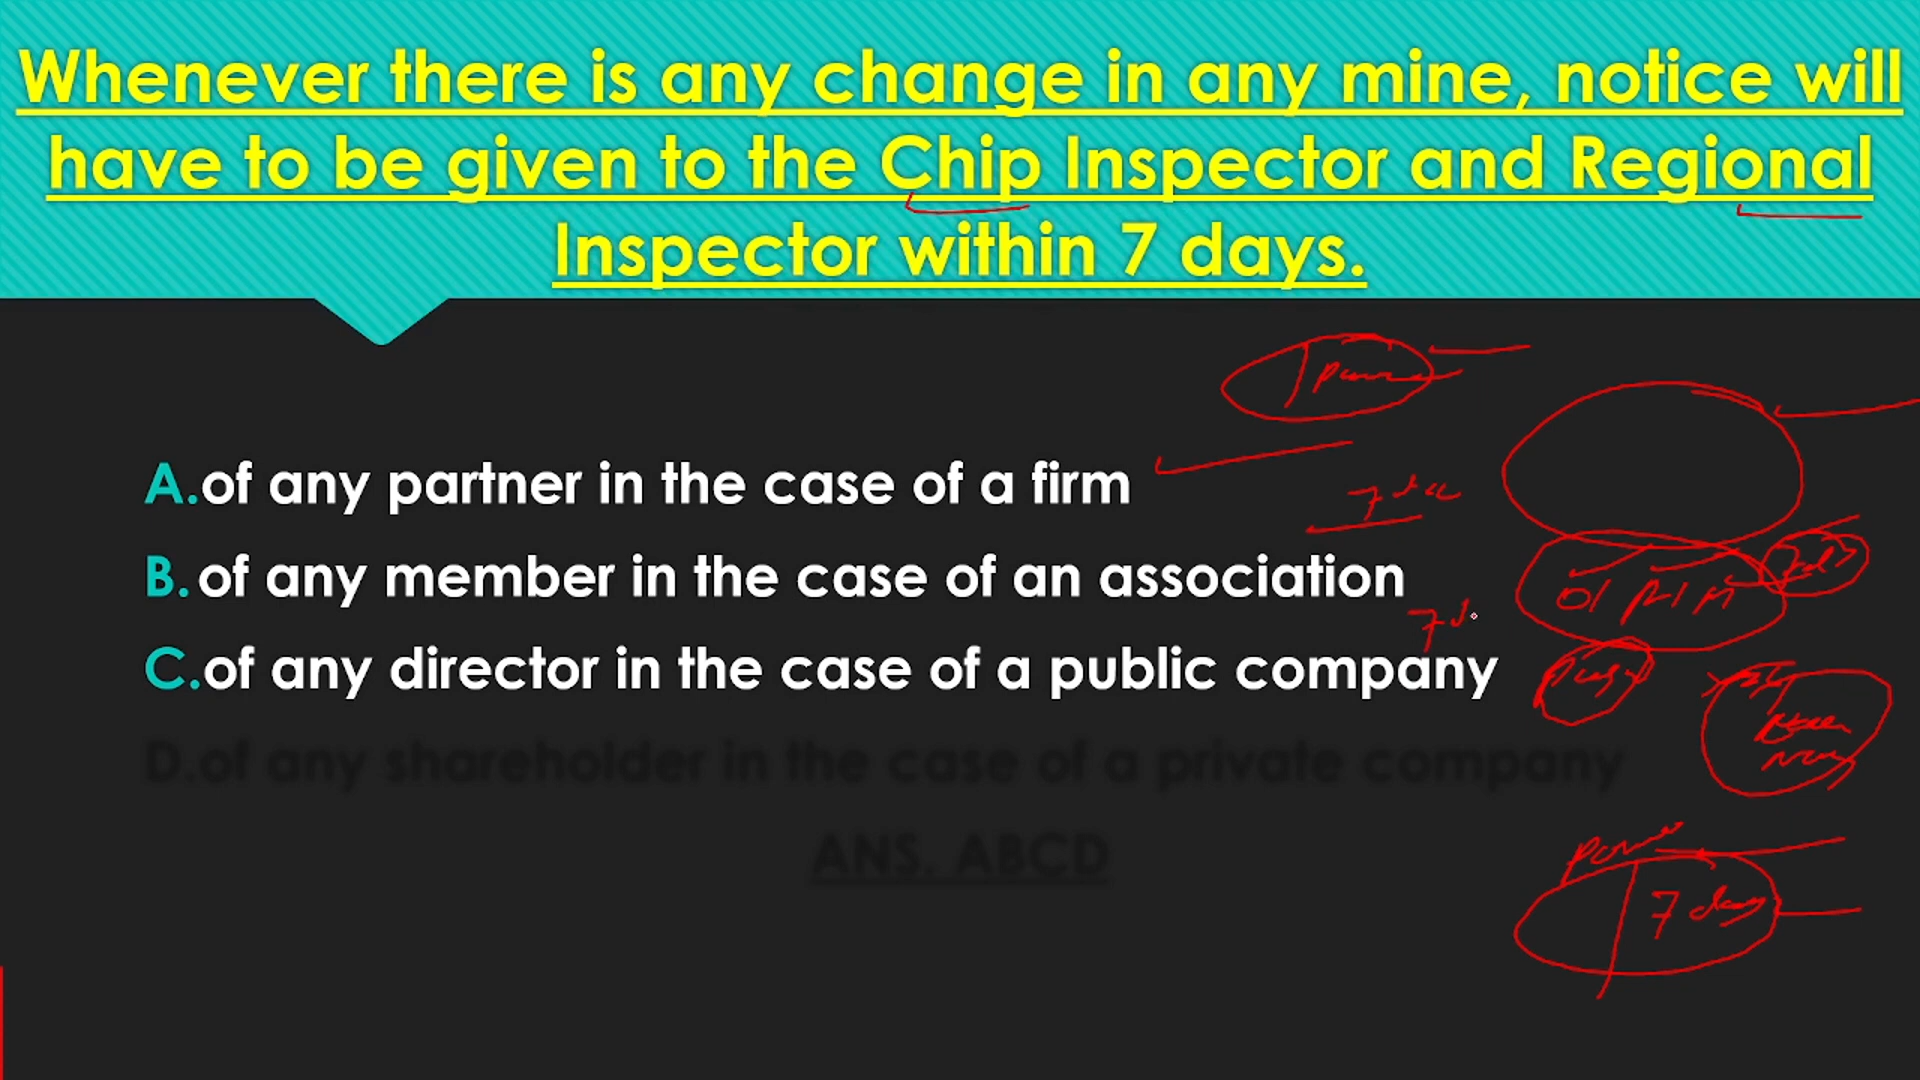 Whenever there is any change in any mine, notice will
have to be given to the Chip Inspector and Regional
Inspector within 7 days.
A.of any partner in the case of a firm
B. of any member in the case of an association
7 d
C.of any director in the case of a public company
D.of any shareholder in the case of a private company
ANS. ABCD
7 days